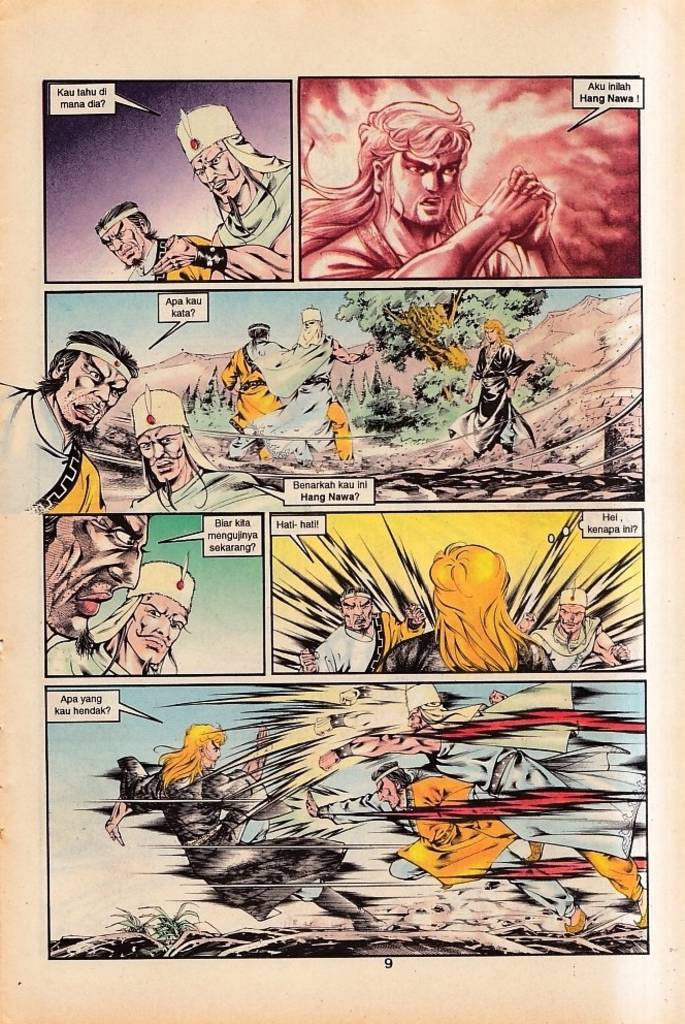 Kau tahu di
mana dia?
Aku inilah
Hang Nawa !
Apa kau
kata?
Benarkah kau ini
Hang Nawa?
Biar kita
mengujinya
sekarang?
Hati- hati!
Hei ,
kenapa ini?
Apa yang
kau hendak?
9